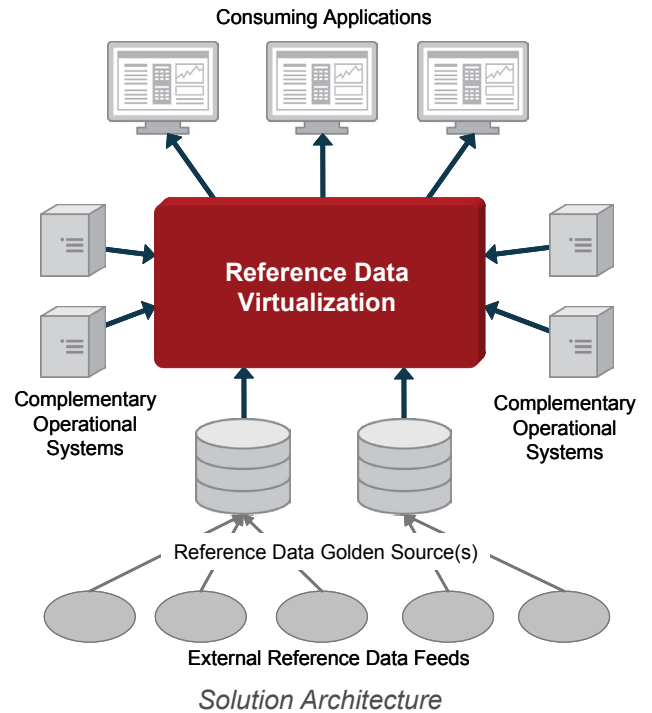 Consuming Applications
Reference Data
Virtualization
Complementary
Operational
Systems
Complementary
Operational
Systems
Reference Data Golden Source(s)
External Reference Data Feeds
Solution Architecture